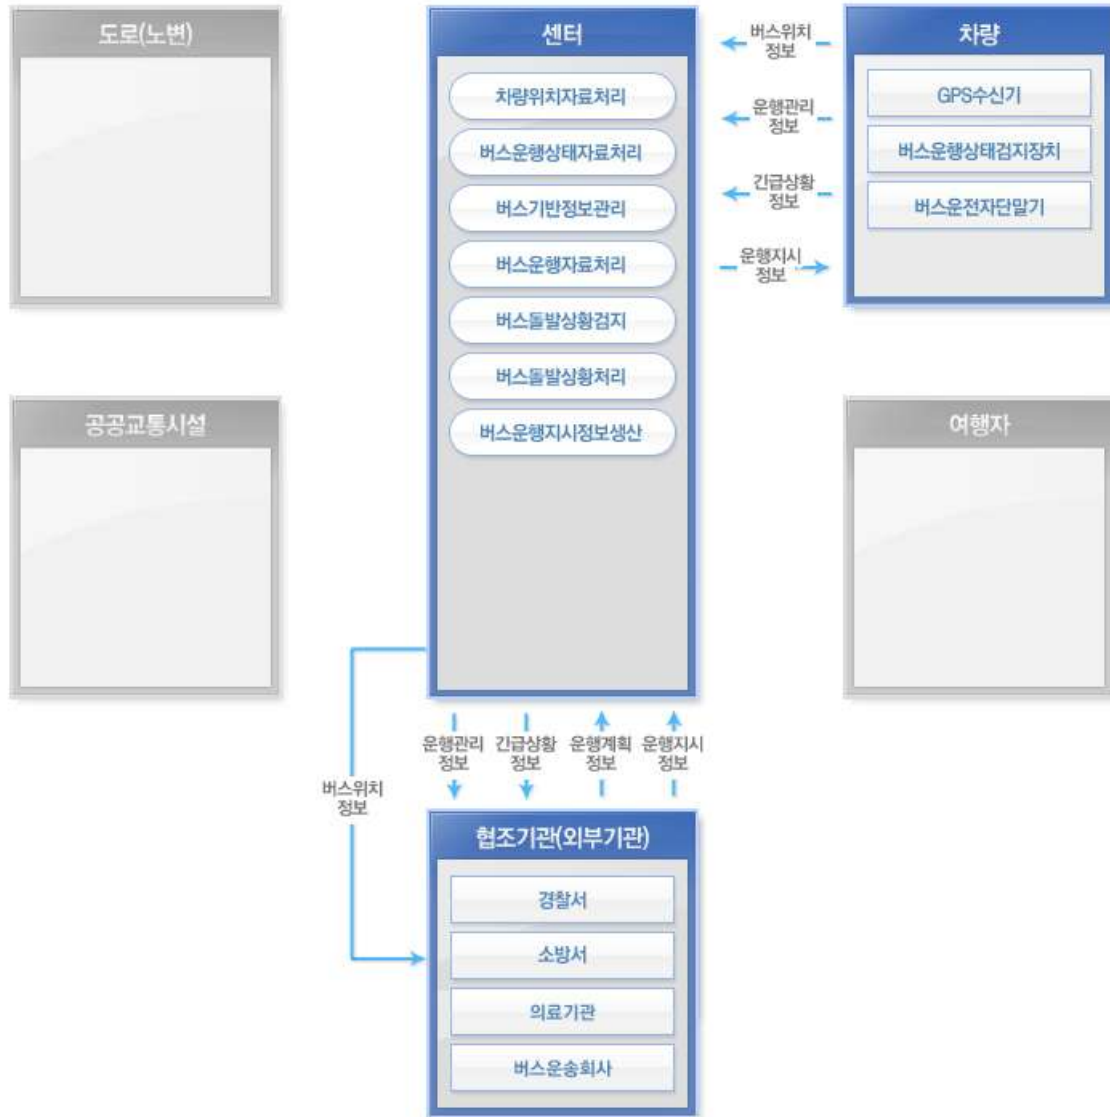 도로(노변)
센터
차량위치자료처리
버스운행상태자료처리
버스기반정보관리
버스운행자료처리
버스돌발상황검지
버스돌발상황처리
버스운행지시정보생산
버스위치
정보
운행관리
정보
긴급상황
정보
운행지시
정보
차량
GPS수신기
버스운행상태검지장치
버스운전자단말기
공공교통시설
여행자
운행관리
정보
긴급상황
정보
운행계획
정보
운행지시
정보
버스위치
정보
협조기관(외부기관)
경찰서
소방서
의료기관
버스운송회사